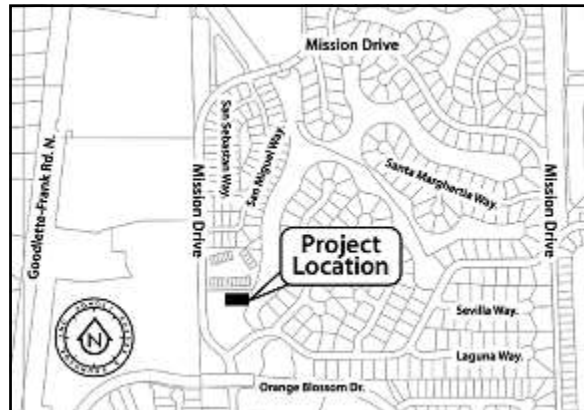 Mission Drive
San Sebastian Way.
San Miguel Way.
Goodlette-Frank Rd. N.
Mission Drive
Santa Marghertia Way.
Mission Drive
Project
Location
N
Sevilla Way.
Laguna Way.
Orange Blossom Dr.